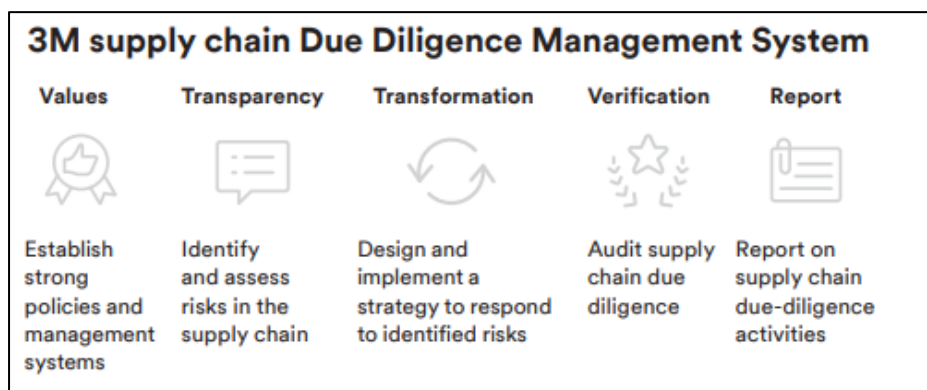 3M supply chain Due Diligence Management System
Values
Transparency
Transformation
Verification
Report
Establish
strong
policies and
management
systems
Identify
and assess
risks in the
supply chain
Design and
implement a
strategy to respond
to identified risks
Audit supply
chain due
diligence
Report on
supply chain
due-diligence
activities